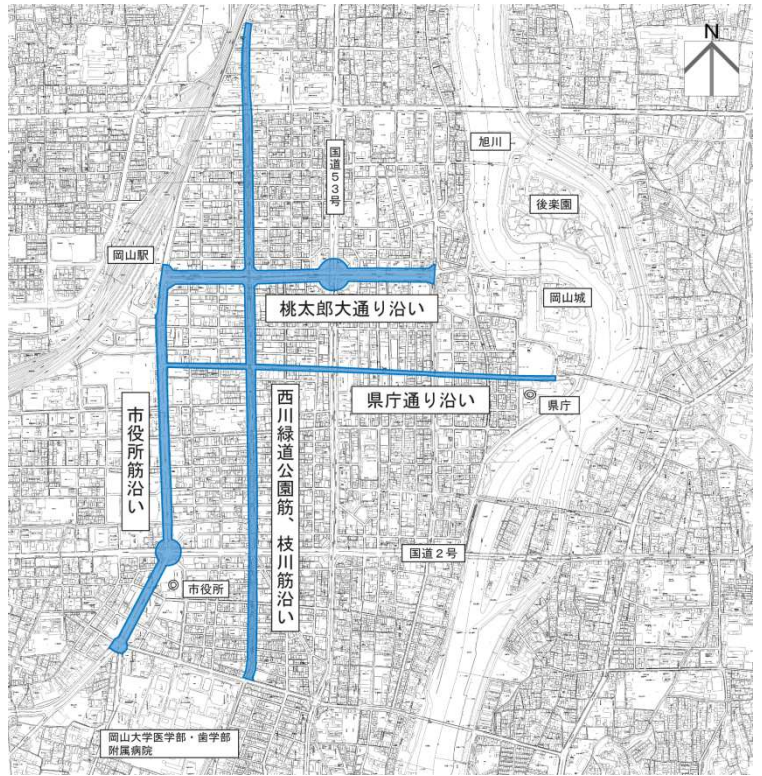 N
旭川
国道53号
後楽園
岡山駅
岡山城
桃太郎大通り沿い
県庁通り沿い
県庁
市役所筋沿い
西川緑道公園筋、枝川筋沿い
国道2号
市役所
岡山大学医学部・歯学部
附属病院